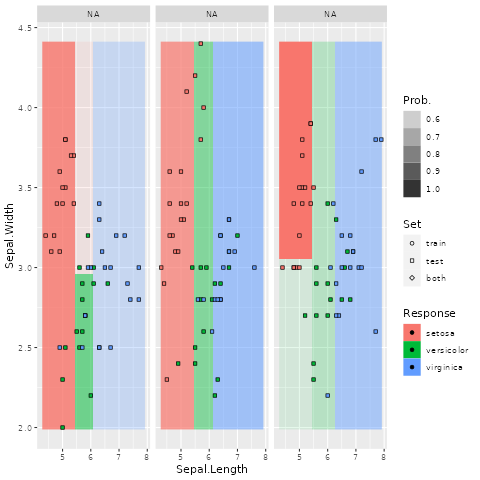 NA NA NA
4.5
4.0
3.5
3.0
2.5
2.0
Sepal.Width
5 6 7 8 5 6 7 8 5 6 7 8
Sepal.Length
Prob.
0.6
0.7
0.8
0.9
1.0
Set
train
test
both
Response
setosa
versicolor
virginica